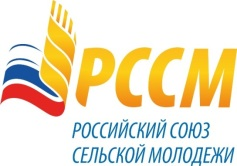 РССМ
РОССИЙСКИЙ СОЮЗ
СЕЛЬСКОЙ МОЛОДЕЖИ